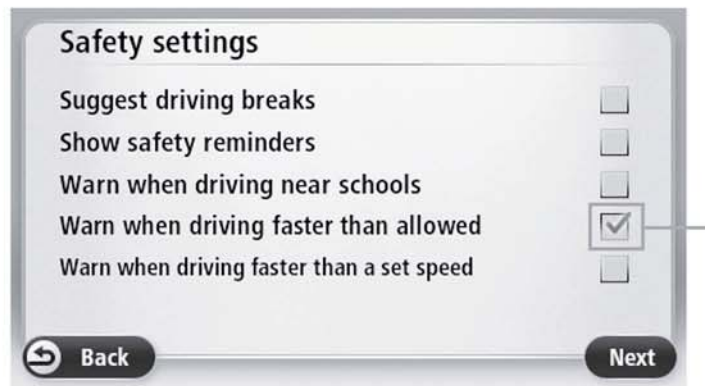 Safety settings
Suggest driving breaks
Show safety reminders
Warn when driving near schools
Warn when driving faster than allowed
Warn when driving faster than a set speed
Back Next